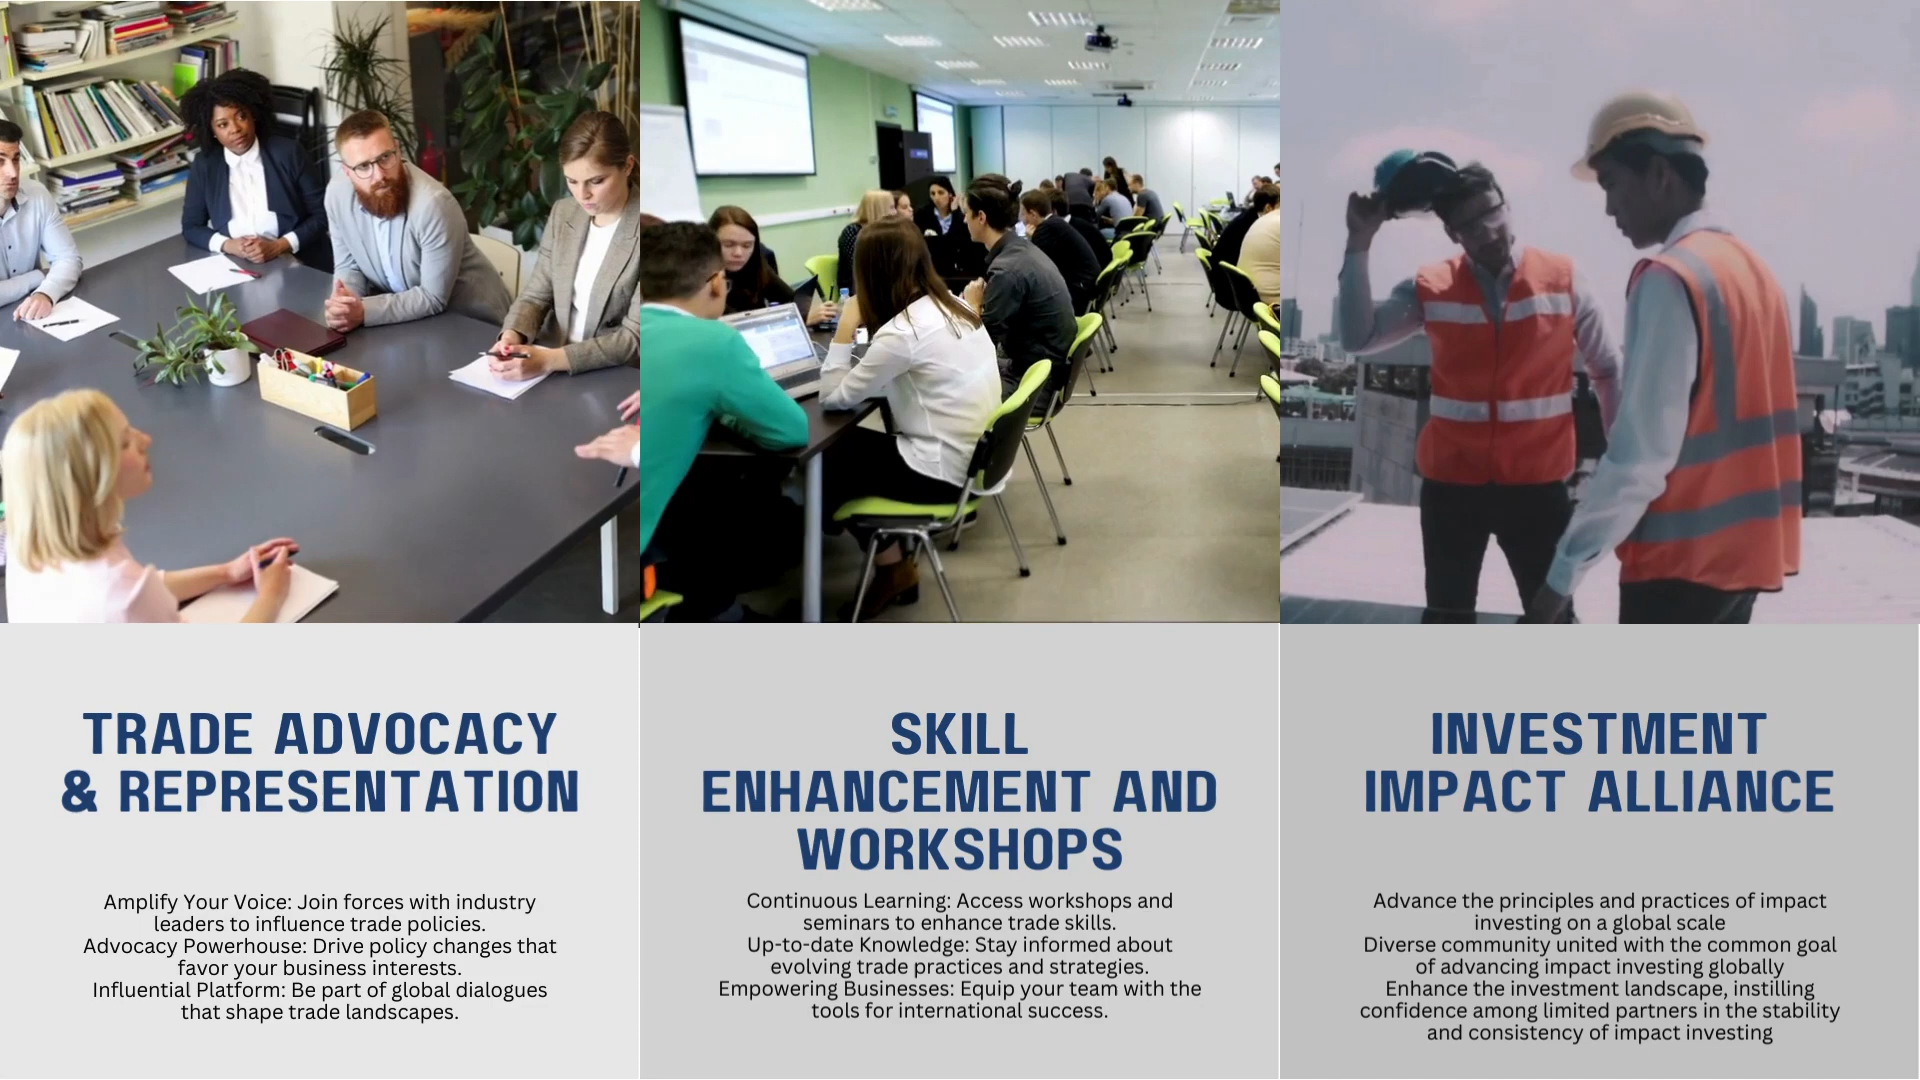 TRADE ADVOCACY
& REPRESENTATION
Amplify Your Voice: Join forces with industry
leaders to influence trade policies.
Advocacy Powerhouse: Drive policy changes that
favor your business interests.
Influential Platform: Be part of global dialogues
that shape trade landscapes.
SKILL
ENHANCEMENT AND
WORKSHOPS
Continuous Learning: Access workshops and
seminars to enhance trade skills.
Up-to-date Knowledge: Stay informed about
evolving trade practices and strategies.
Empowering Businesses: Equip your team with the
tools for international success.
INVESTMENT
IMPACT ALLIANCE
Advance the principles and practices of impact
investing on a global scale
Diverse community united with the common goal
of advancing impact investing globally
Enhance the investment landscape, instilling
confidence among limited partners in the stability
and consistency of impact investing